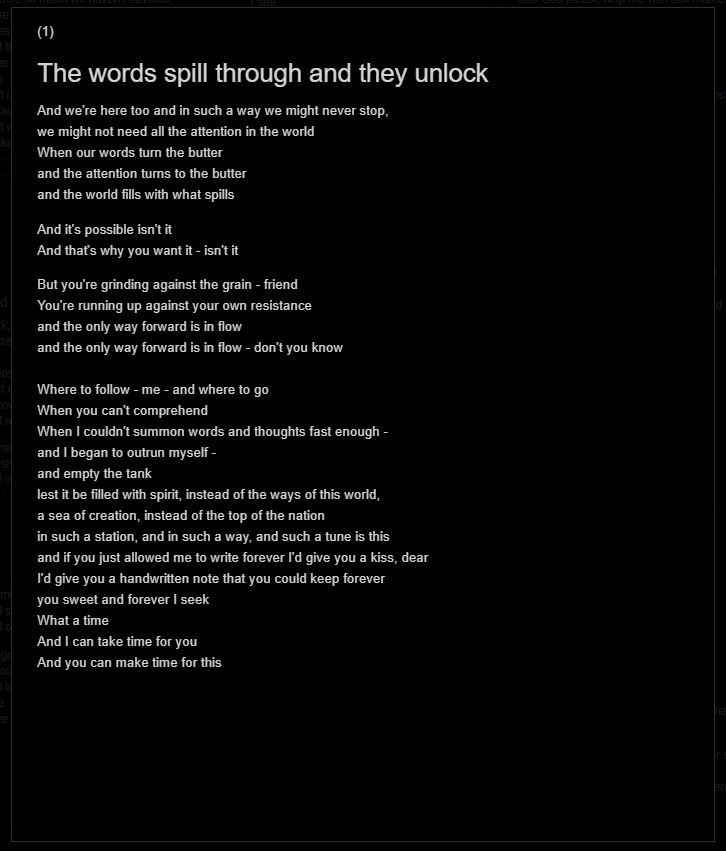 (1)
The words spill through and they unlock
And we're here too and in such a way we might never stop,
we might not need all the attention in the world
When our words turn the butter
and the attention turns to the butter
and the world fills with what spills
And it's possible isn't it
And that's why you want it - isn't it
But you're grinding against the grain - friend
You're running up against your own resistance
and the only way forward is in flow
and the only way forward is in flow - don't you know
Where to follow - me - and where to go
When you can't comprehend
When I couldn't summon words and thoughts fast enough -
and I began to outrun myself -
and empty the tank
lest it be filled with spirit, instead of the ways of this world,
a sea of creation, instead of the top of the nation
in such a station, and in such a way, and such a tune is this
and if you just allowed me to write forever I'd give you a kiss, dear
I'd give you a handwritten note that you could keep forever
you sweet and forever I seek
What a time
And I can take time for you
And you can make time for this